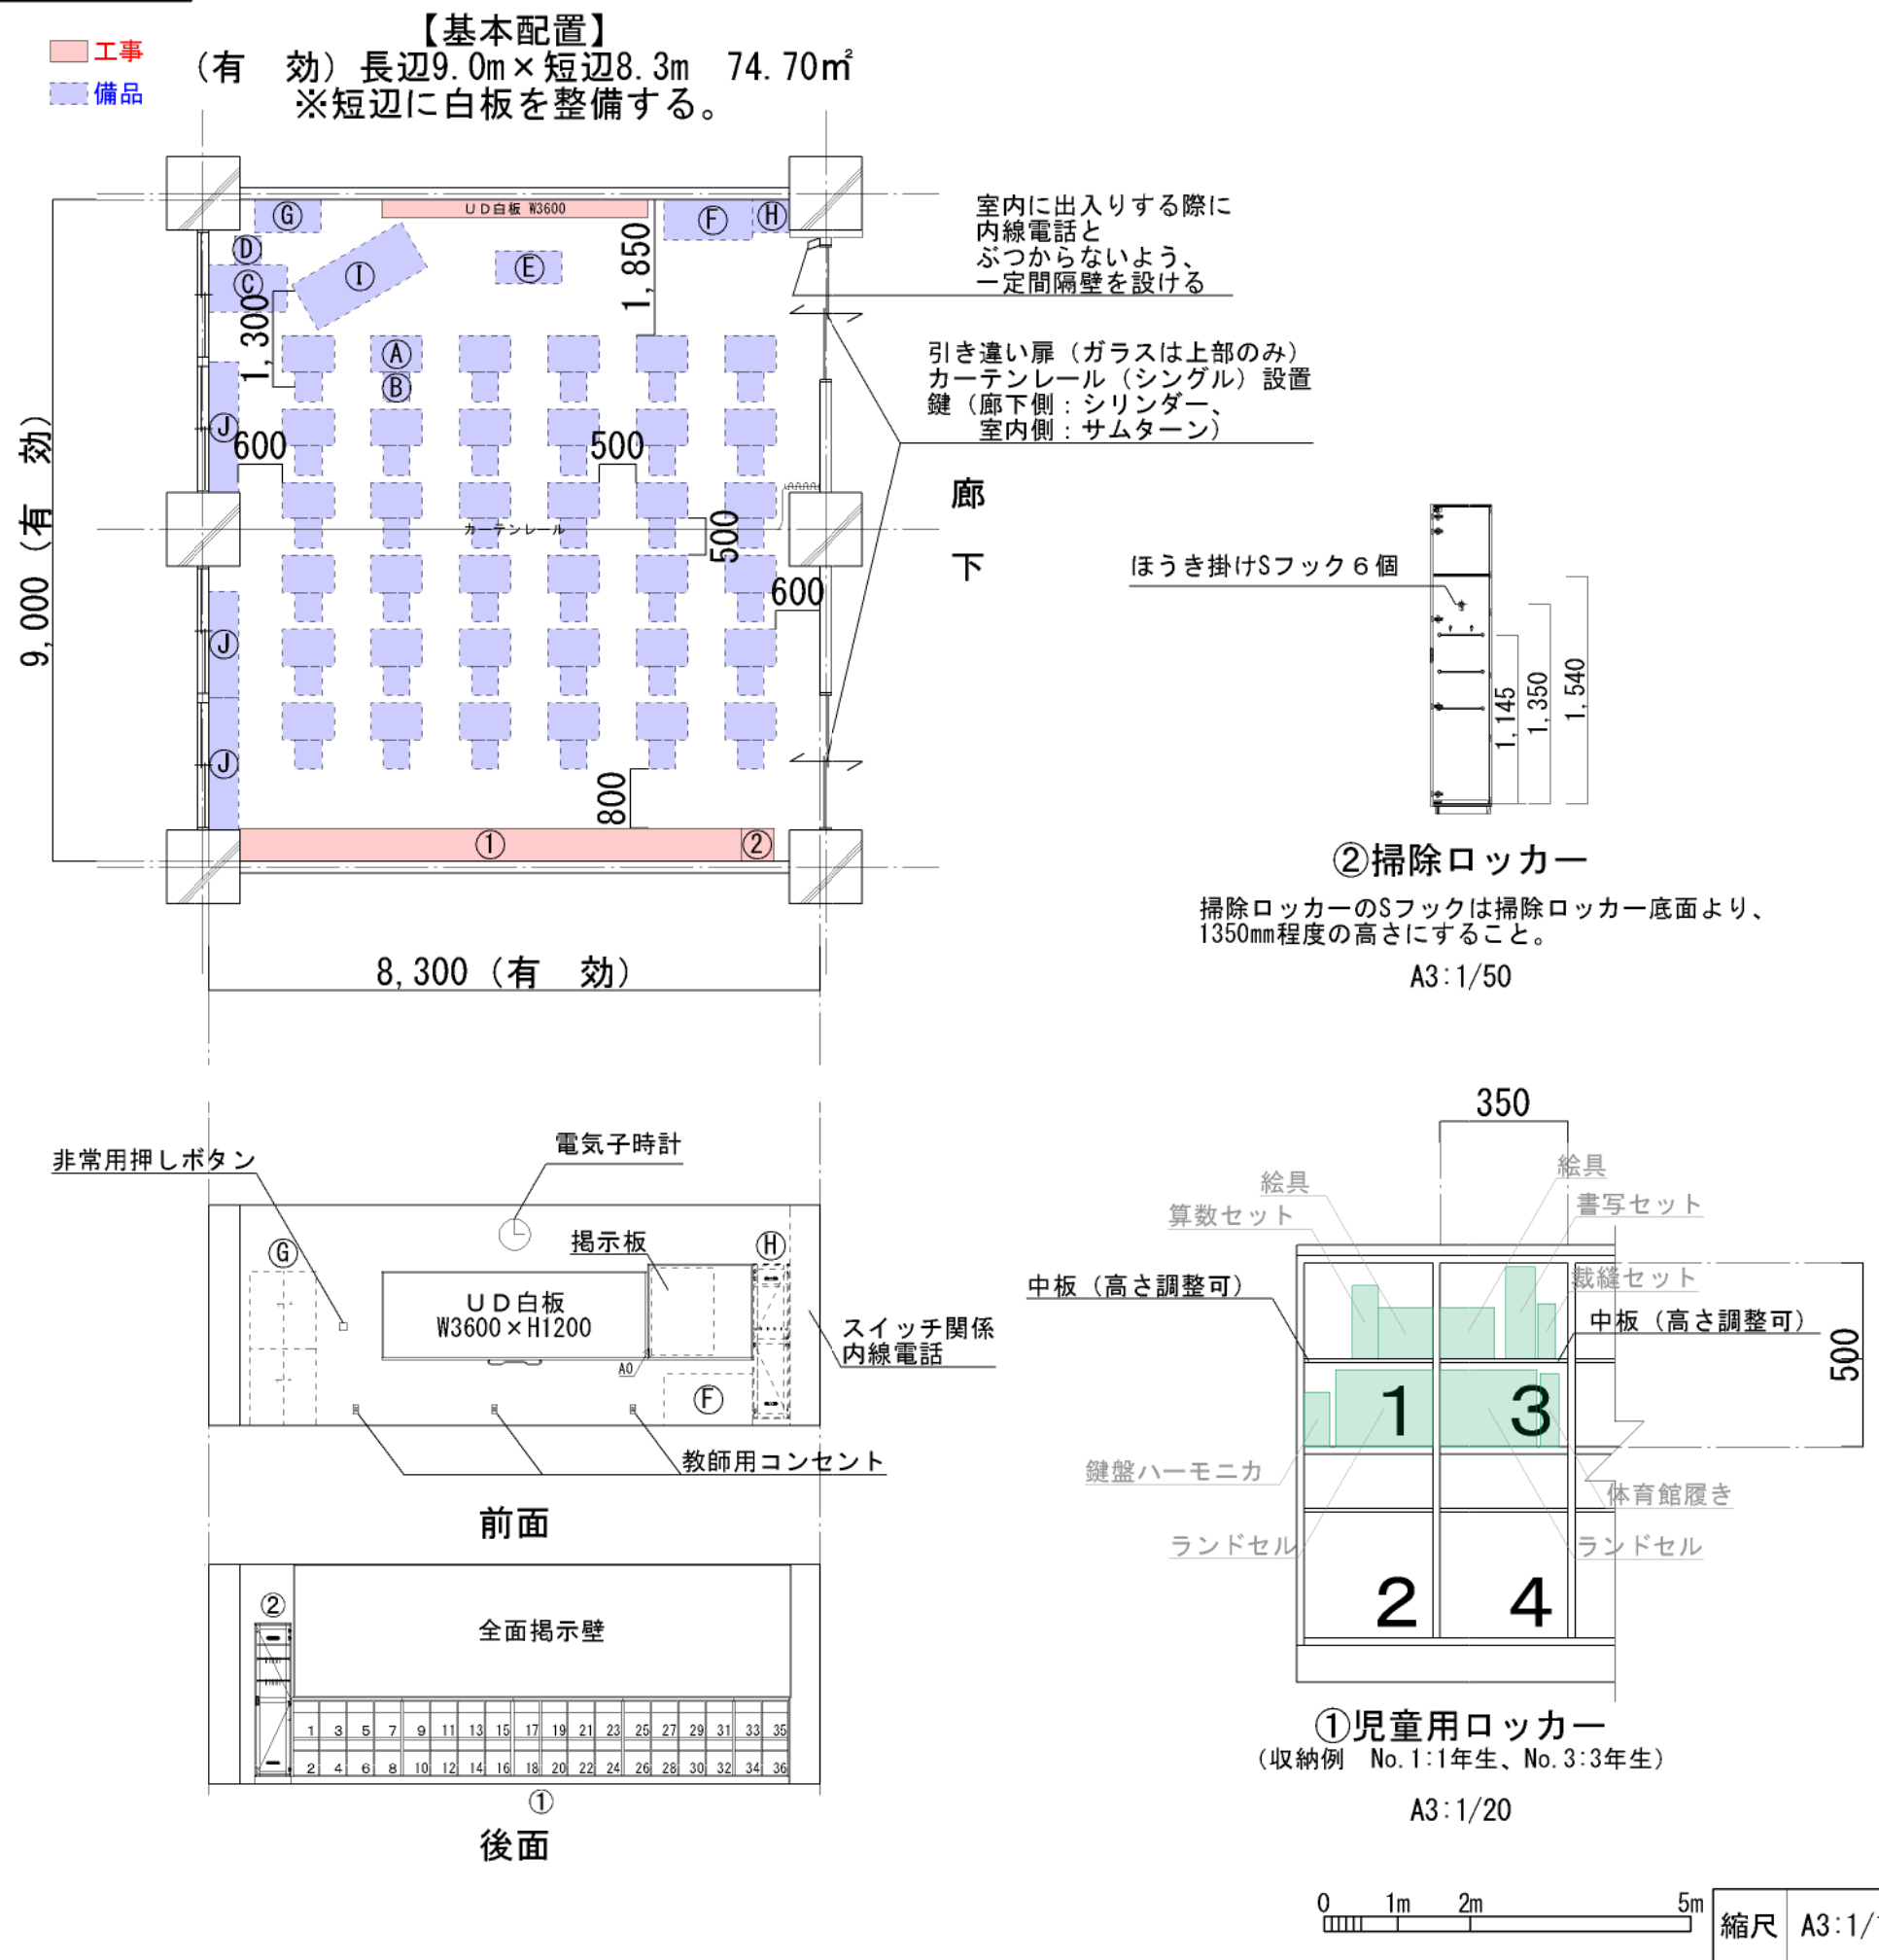 【基本配置】
工事
備品
（有　効）長辺9.0m×短辺8.3m　74.70㎡
※短辺に白板を整備する。
G
UD白板 W3600
F
H
D
C
I
E
1,850
1,300
A
B
J
600
500
カーテンレール
500
600
J
J
800
①
②
9,000（有　効）
8,300（有　効）
室内に出入りする際に
内線電話と
ぶつからないよう、
一定間隔壁を設ける
引き違い扉（ガラスは上部のみ）
カーテンレール（シングル）設置
鍵（廊下側：シリンダー、
室内側：サムターン）
廊
下
ほうき掛けSフック６個
1,145
1,350
1,540
②掃除ロッカー
掃除ロッカーのSフックは掃除ロッカー底面より、
1350㎜程度の高さにすること。
A3:1/50
非常用押しボタン
電気子時計
G
掲示板
H
UD白板
W3600×H1200
A0
F
スイッチ関係
内線電話
教師用コンセント
前面
②
全面掲示壁
1 3 5 7 9 11 13 15 17 19 21 23 25 27 29 31 33 35
2 4 6 8 10 12 14 16 18 20 22 24 26 28 30 32 34 36
①
後面
350
絵具
絵具
算数セット
書写セット
裁縫セット
中板（高さ調整可）
中板（高さ調整可）
500
1
3
鍵盤ハーモニカ
体育館履き
ランドセル
ランドセル
2
4
①児童用ロッカー
（収納例　No.1:1年生、No.3:3年生）
A3:1/20
0 1m 2m 5m
縮尺 A3:1/